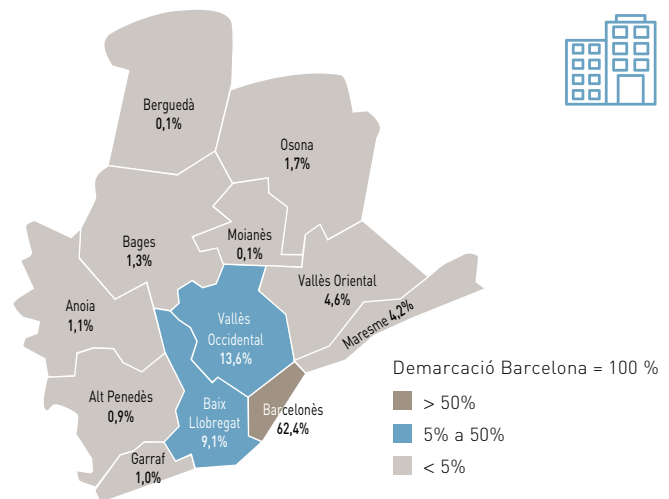 Berguedà
0,1%
Osona
1,7%
Bages
1,3%
Moianès
0,1%
Vallès Oriental
4,6%
Maresme 4,2%
Anoia
1,1%
Vallès
Occidental
13,6%
Alt Penedès
0,9%
Baix
Llobregat
9,1%
Barcelonès
62,4%
Garraf
1,0%
Demarcació Barcelona = 100 %
> 50%
5% a 50%
< 5%